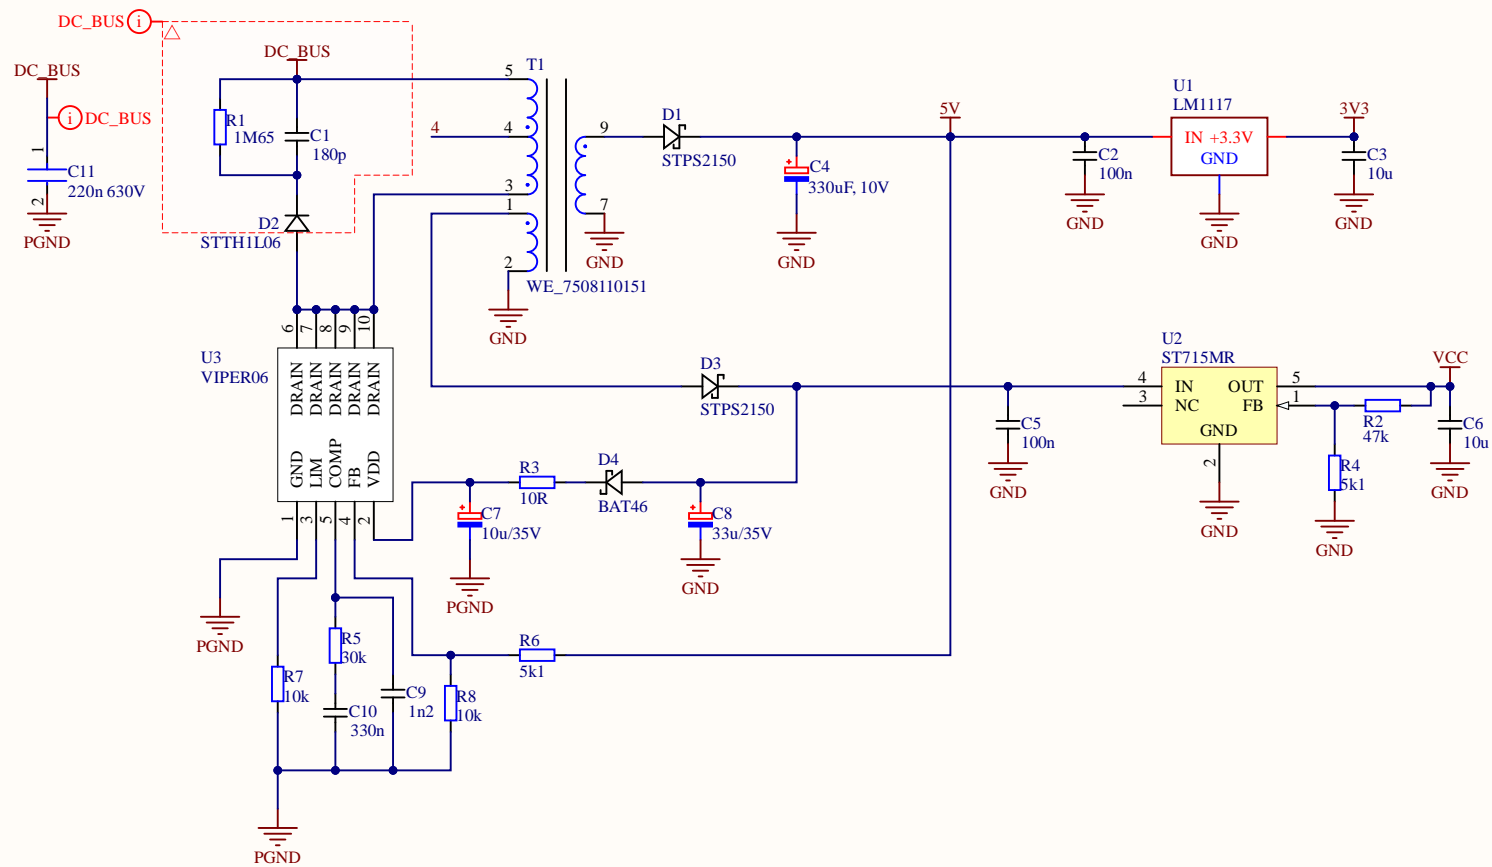 DC_BUS i
DC_BUS
DC_BUS
i DC_BUS
1
C11
220n 630V
2
PGND
R1
1M65
C1
180p
D2
STTH1L06
T1
5
4
4
3
1
2
9
7
WE_7508110151
GND
GND
D1
STPS2150
C4
330uF, 10V
GND
5V
C2
100n
GND
U1
LM1117
IN +3.3V
GND
GND
3V3
C3
10u
GND
U3
VIPER06
6
7
8
9
10
DRAIN
DRAIN
DRAIN
DRAIN
DRAIN
GND
LIM
COMP
FB
VDD
1
3
5
4
2
PGND
D3
STPS2150
R3
10R
D4
BAT46
C7
10u/35V
PGND
C8
33u/35V
GND
C5
100n
GND
U2
ST715MR
4
IN
OUT
5
3
NC
FB
1
GND
2
GND
VCC
R2
47k
C6
10u
GND
R4
5k1
GND
R7
10k
R5
30k
C10
330n
C9
1n2
R8
10k
R6
5k1
PGND